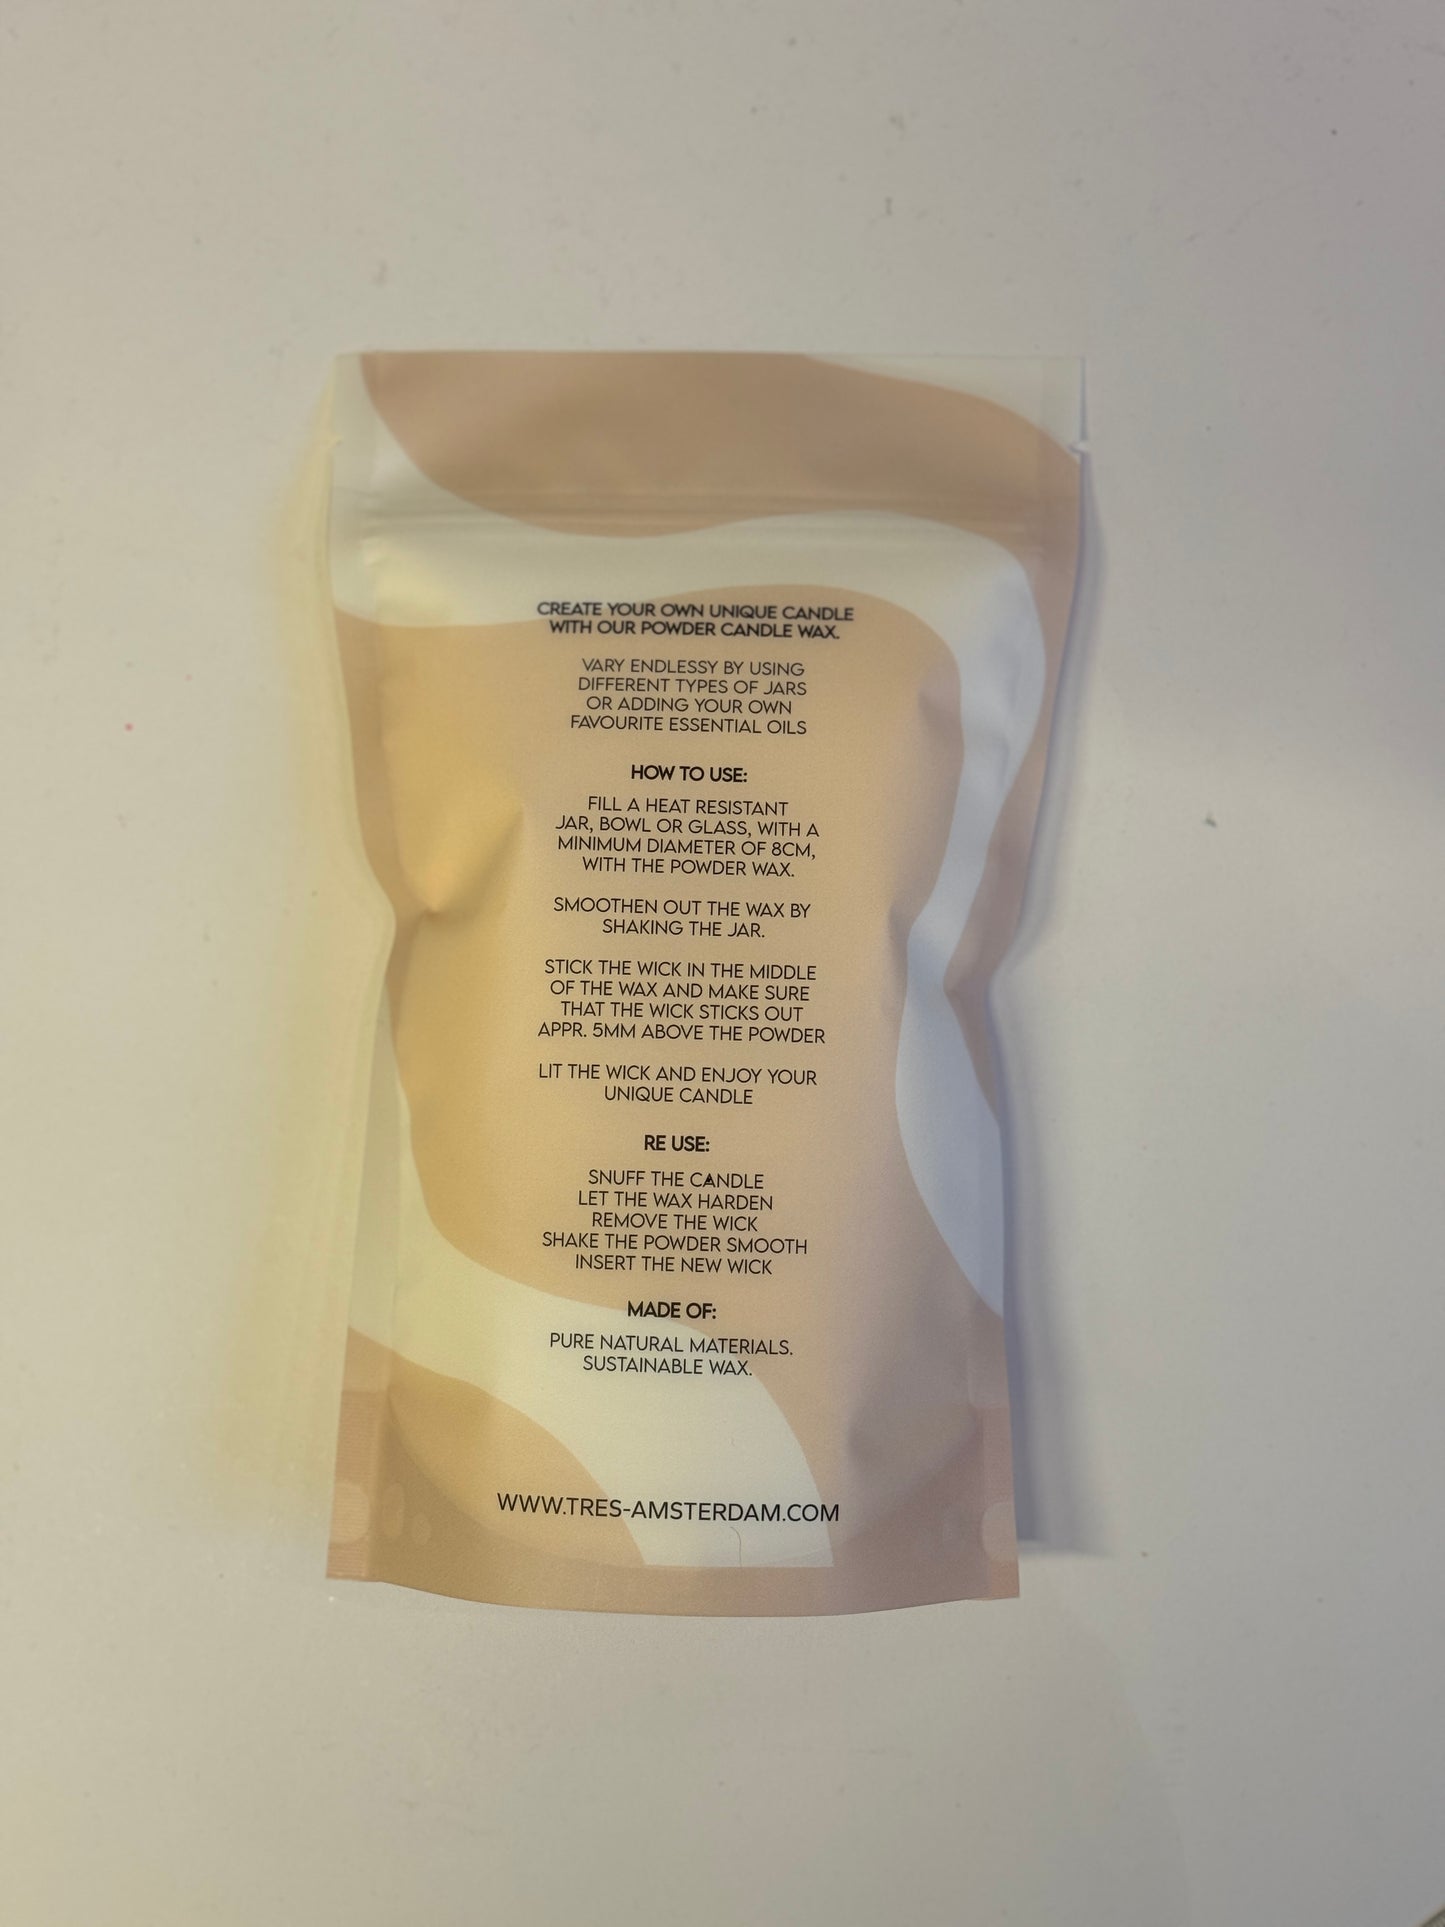 CREATE YOUR OWN UNIQUE CANDLE
WITH OUR POWDER CANDLE WAX.
VARY ENDLESSY BY USING
DIFFERENT TYPES OF JARS
OR ADDING YOUR OWN
FAVOURITE ESSENTIAL OILS
HOW TO USE:
FILL A HEAT RESISTANT
JAR, BOWL OR GLASS, WITH A
MINIMUM DIAMETER OF 8CM,
WITH THE POWDER WAX.
SMOOTHEN OUT THE WAX BY
SHAKING THE JAR.
STICK THE WICK IN THE MIDDLE
OF THE WAX AND MAKE SURE
THAT THE WICK STICKS OUT
APPR. 5MM ABOVE THE POWDER
LIT THE WICK AND ENJOY YOUR
UNIQUE CANDLE
RE USE:
SNUFF THE CANDLE
LET THE WAX HARDEN
REMOVE THE WICK
SHAKE THE POWDER SMOOTH
INSERT THE NEW WICK
MADE OF:
PURE NATURAL MATERIALS.
SUSTAINABLE WAX.
WWW.TRES-AMSTERDAM.COM